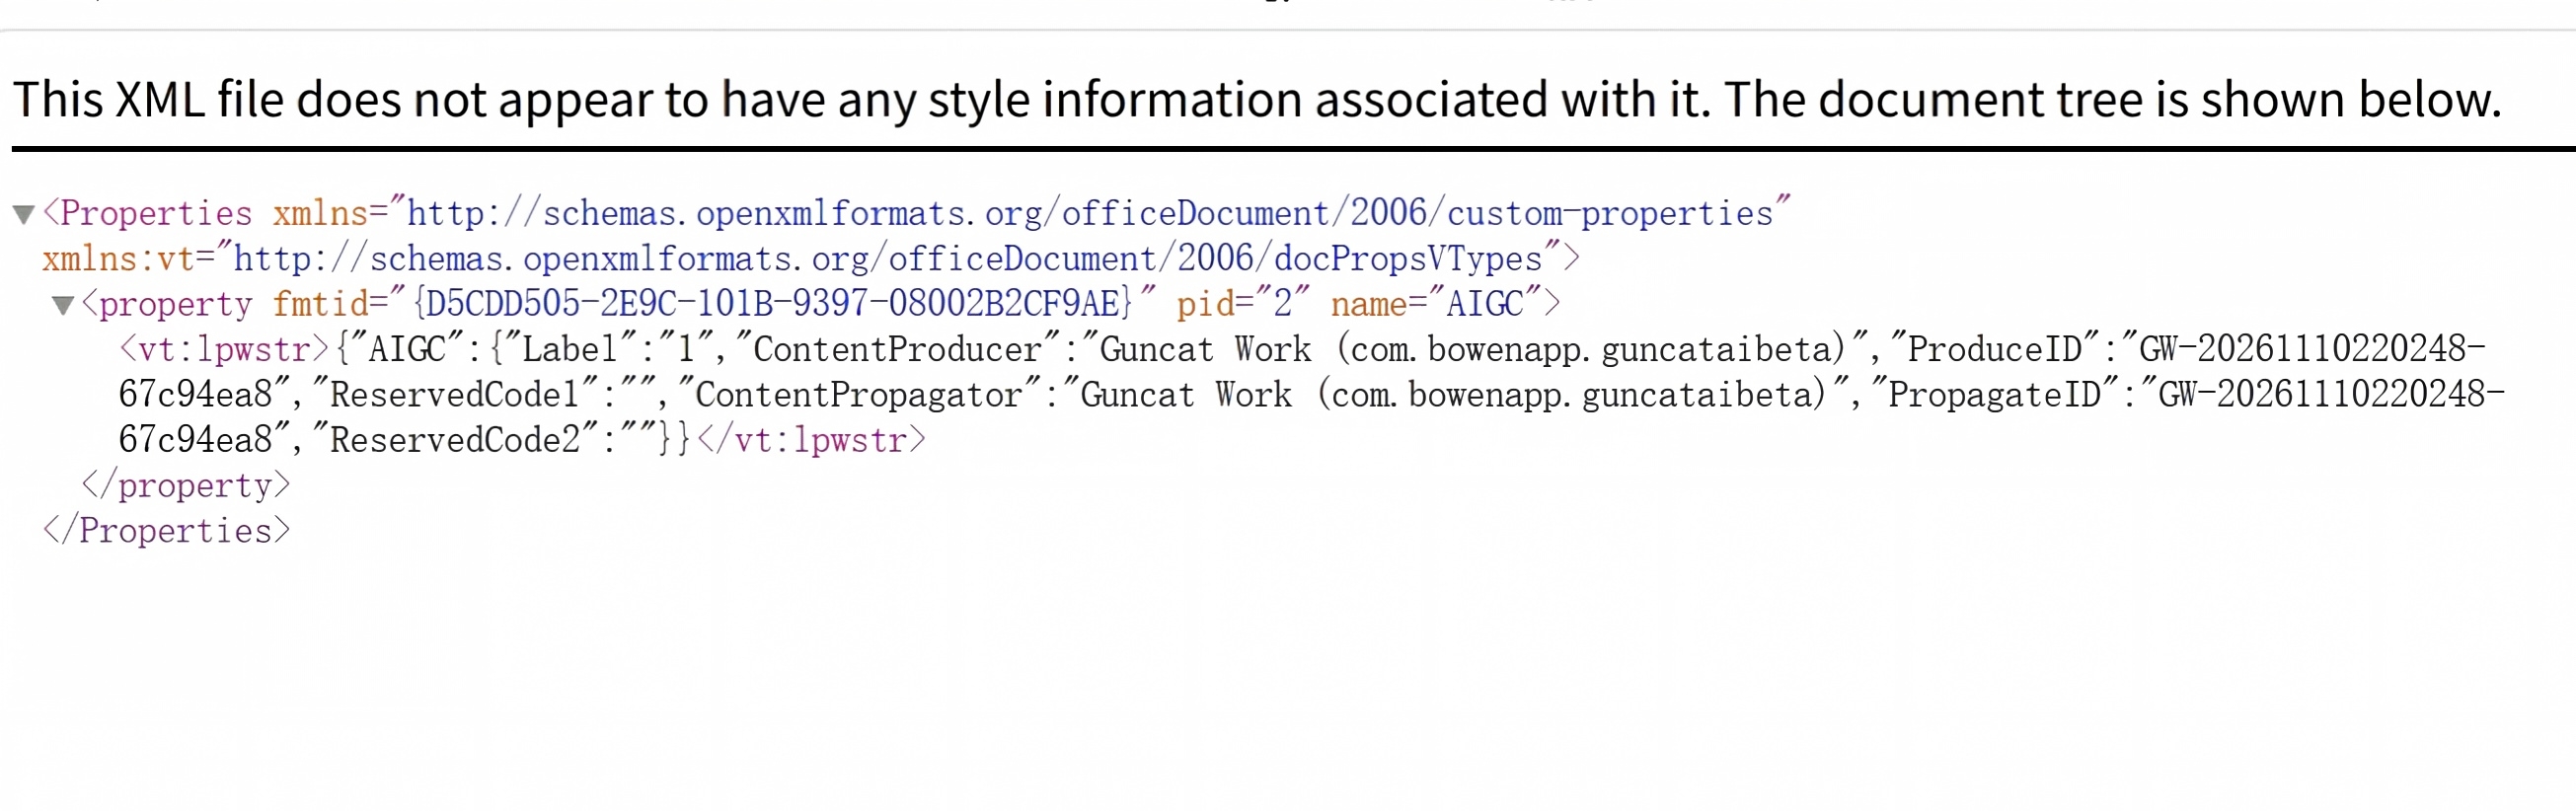 This XML file does not appear to have any style information associated with it. The document tree is shown below.
▼<Properties xmlns="http://schemas.openxmlformats.org/officeDocument/2006/custom-properties"
xmlns:vt="http://schemas.openxmlformats.org/officeDocument/2006/docPropsVTypes">
▼<property fmtid="{D5CDD505-2E9C-101B-9397-08002B2CF9AE}" pid="2" name="AIGC">
<vt:lpwstr>{"AIGC":{"Label":"1","ContentProducer":"Guncat Work (com.bowenapp.guncataibeta)","ProduceID":"GW-20261110220248-
67c94ea8","ReservedCode1":"","ContentPropagator":"Guncat Work (com.bowenapp.guncataibeta)","PropagateID":"GW-20261110220248-
67c94ea8","ReservedCode2":""}}</vt:lpwstr>
</property>
</Properties>